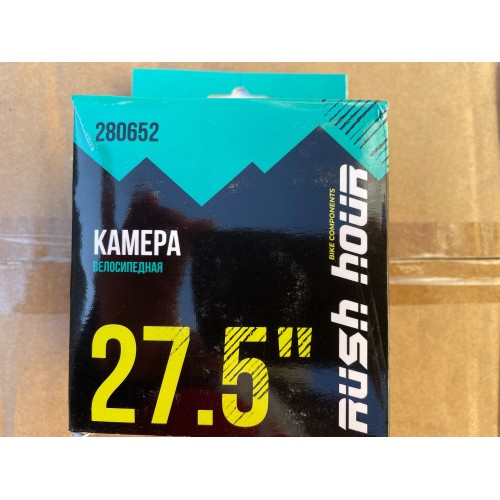 280652
КАМЕРА
ВЕЛОСИПЕДНАЯ
27.5"
RUSH HOUR
BIKE COMPONENTS